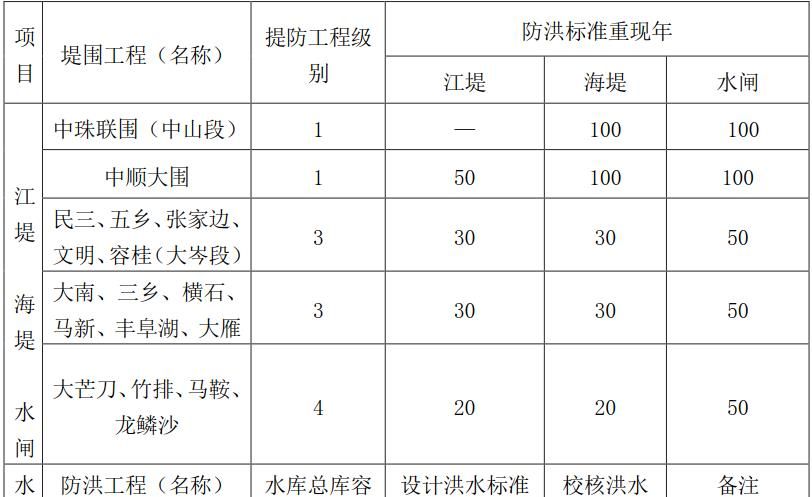 项目 堤围工程（名称） 提防工程级别 防洪标准重现年
江堤 海堤 水闸
江堤 海堤 水闸
中珠联围（中山段） 1 — 100 100
中顺大围 1 50 100 100
民三、五乡、张家边、
文明、容桂（大岑段） 3 30 30 50
大南、三乡、横石、
马新、丰阜湖、大雁 3 30 30 50
大芒刀、竹排、马鞍、
龙鳞沙 4 20 20 50
水 防洪工程（名称） 水库总库容 设计洪水标准 校核洪水 备注